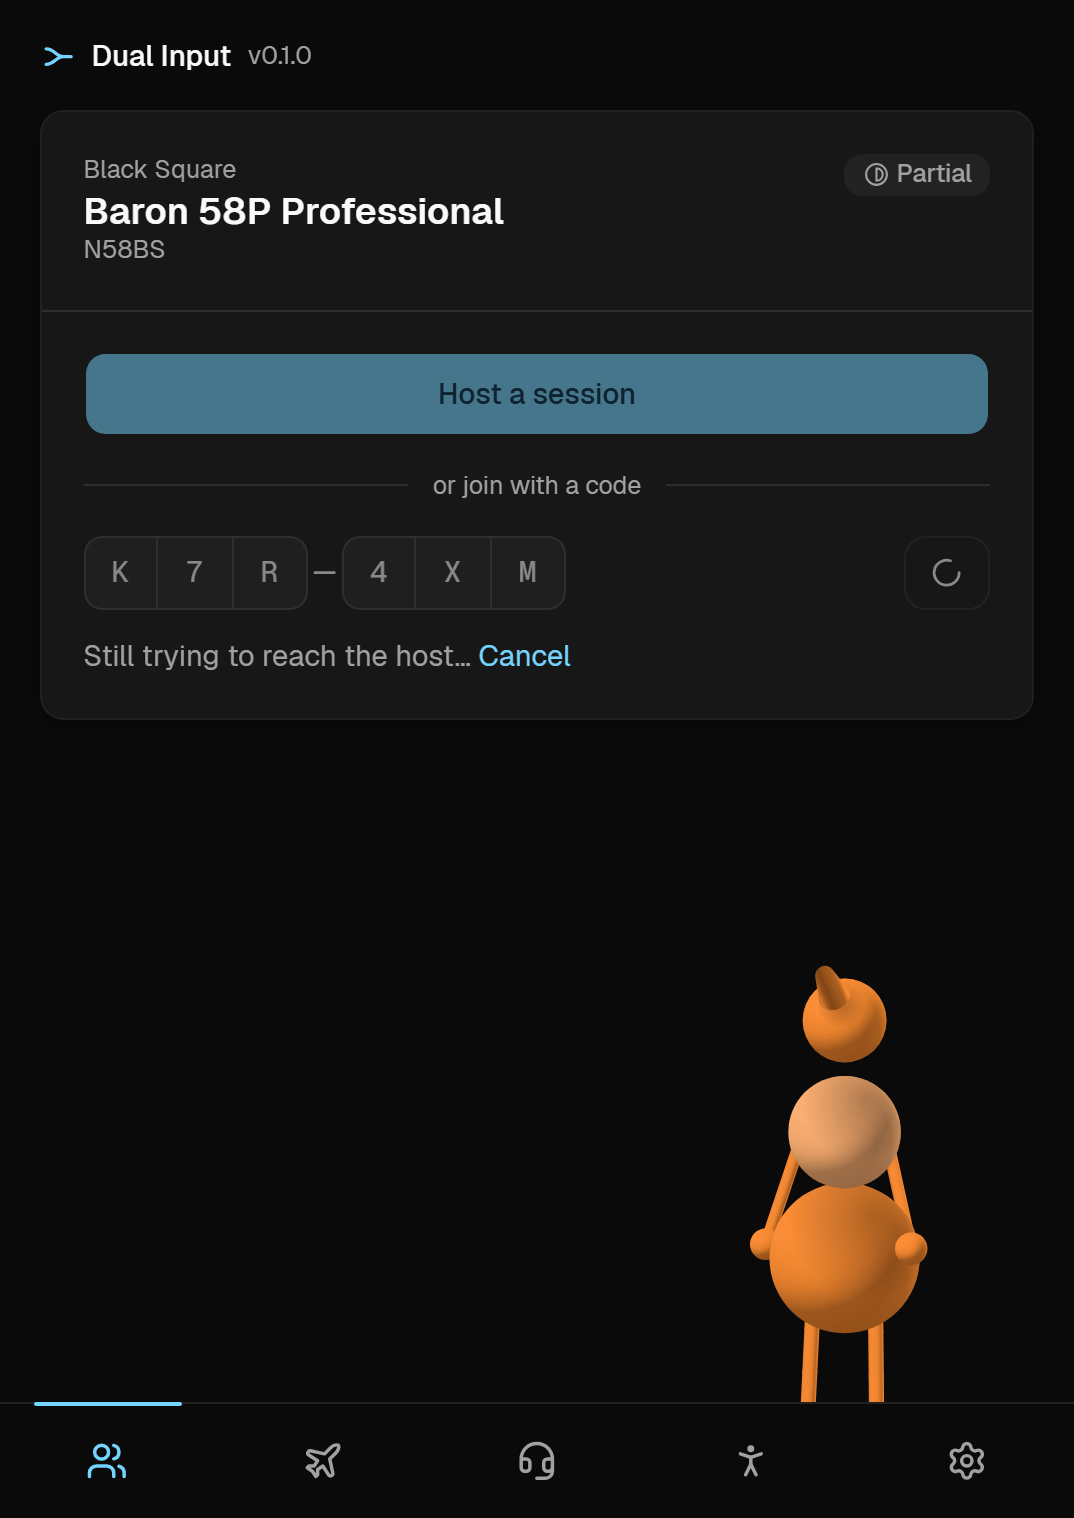 Dual Input v0.1.0
Black Square
Partial
Baron 58P Professional
N58BS
Host a session
or join with a code
K 7 R – 4 X M
Still trying to reach the host... Cancel